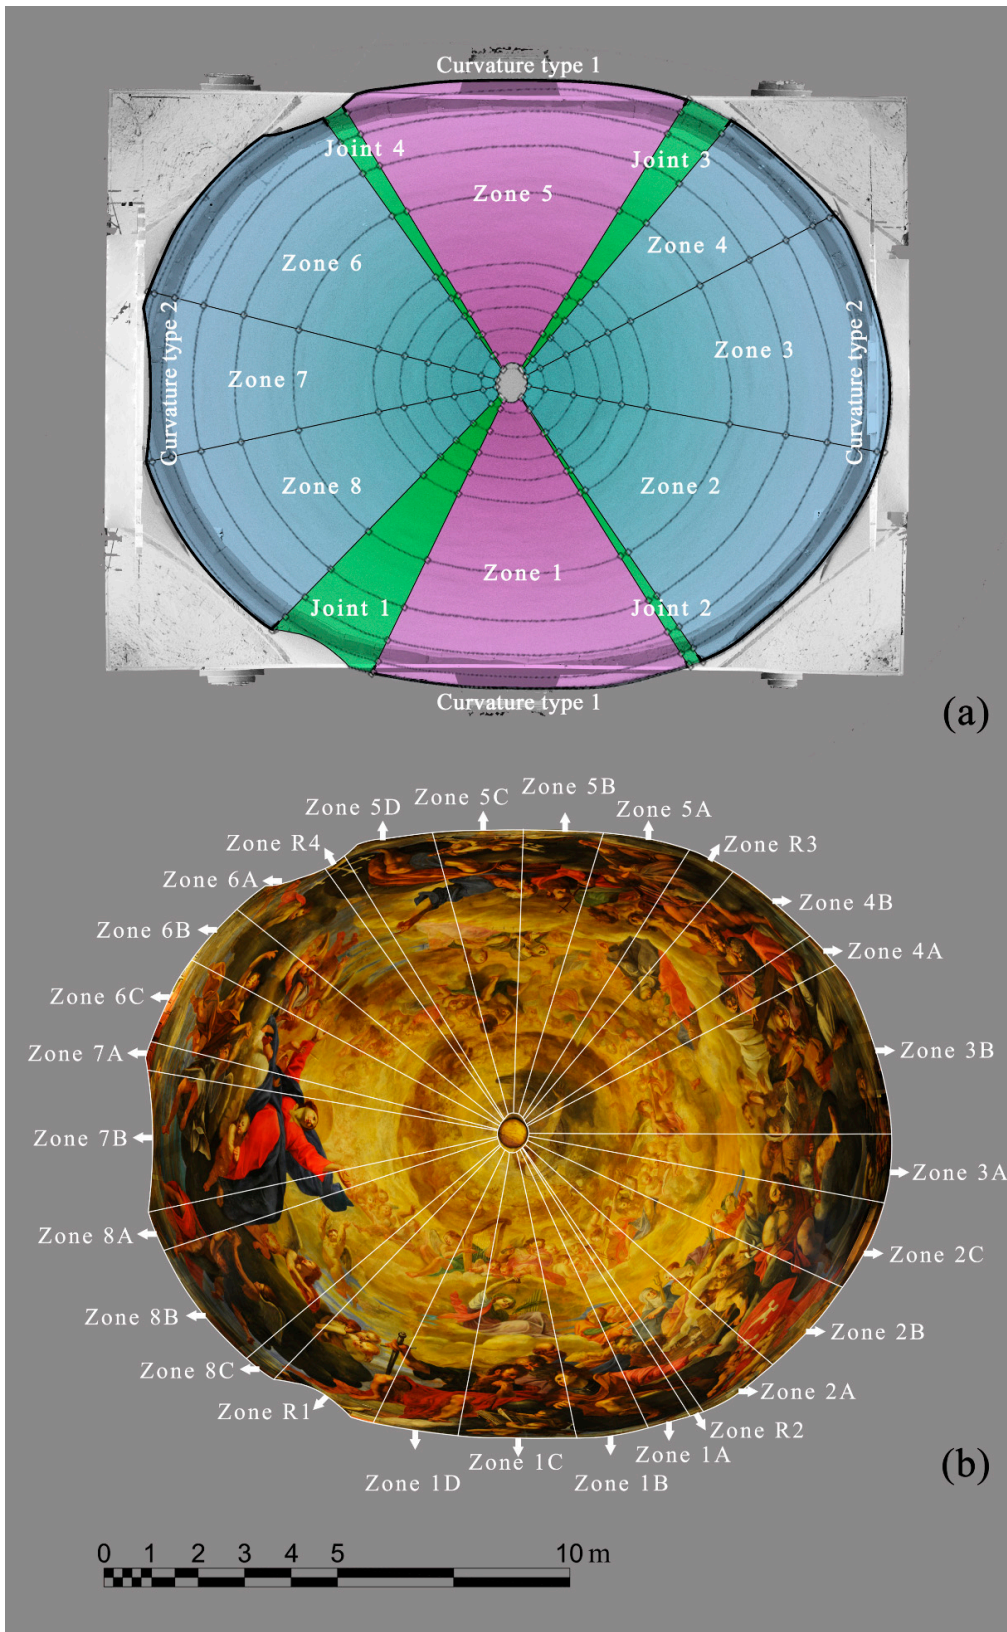 Curvature type 1
Joint 4
Joint 3
Zone 5
Zone 4
Zone 6
Curvature type 2
Zone 7
Zone 3
Curvature type 2
Zone 8
Zone 2
Zone 1
Joint 1
Joint 2
Curvature type 1
(a)
Zone 5D
Zone 5C
Zone 5B
Zone 5A
Zone R4
Zone R3
Zone 6A
Zone 4B
Zone 6B
Zone 4A
Zone 6C
Zone 7A
Zone 3B
Zone 7B
Zone 3A
Zone 8A
Zone 2C
Zone 8B
Zone 2B
Zone 8C
Zone 2A
Zone R1
Zone R2
Zone 1D
Zone 1C
Zone 1B
Zone 1A
(b)
0 1 2 3 4 5 10 m